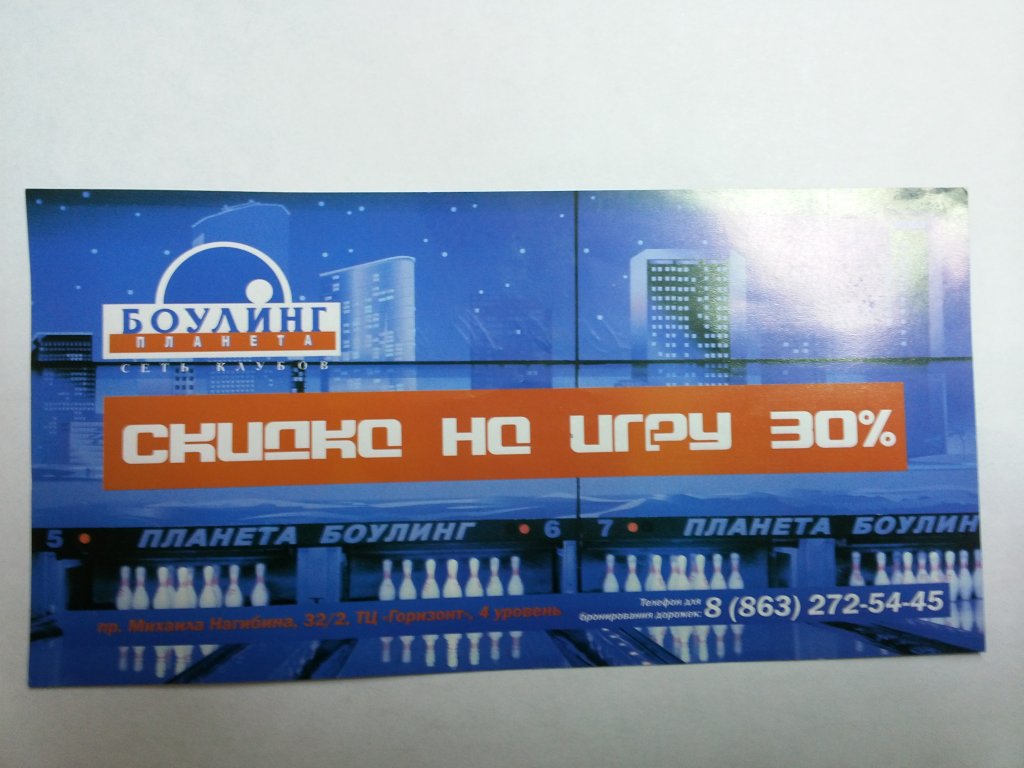 БОУЛИНГ
ПЛАНЕТА
СЕТЬ КЛУБОВ
СКИДКА НА ИГРУ 30%
5 ПЛАНЕТА БОУЛИНГ 6 7 ПЛАНЕТА БОУЛИН
пр. Михаила Нагибина, 32/2, ТЦ «Горизонт», 4 уровень
Телефон для
бронирования дорожек: 8 (863) 272-54-45